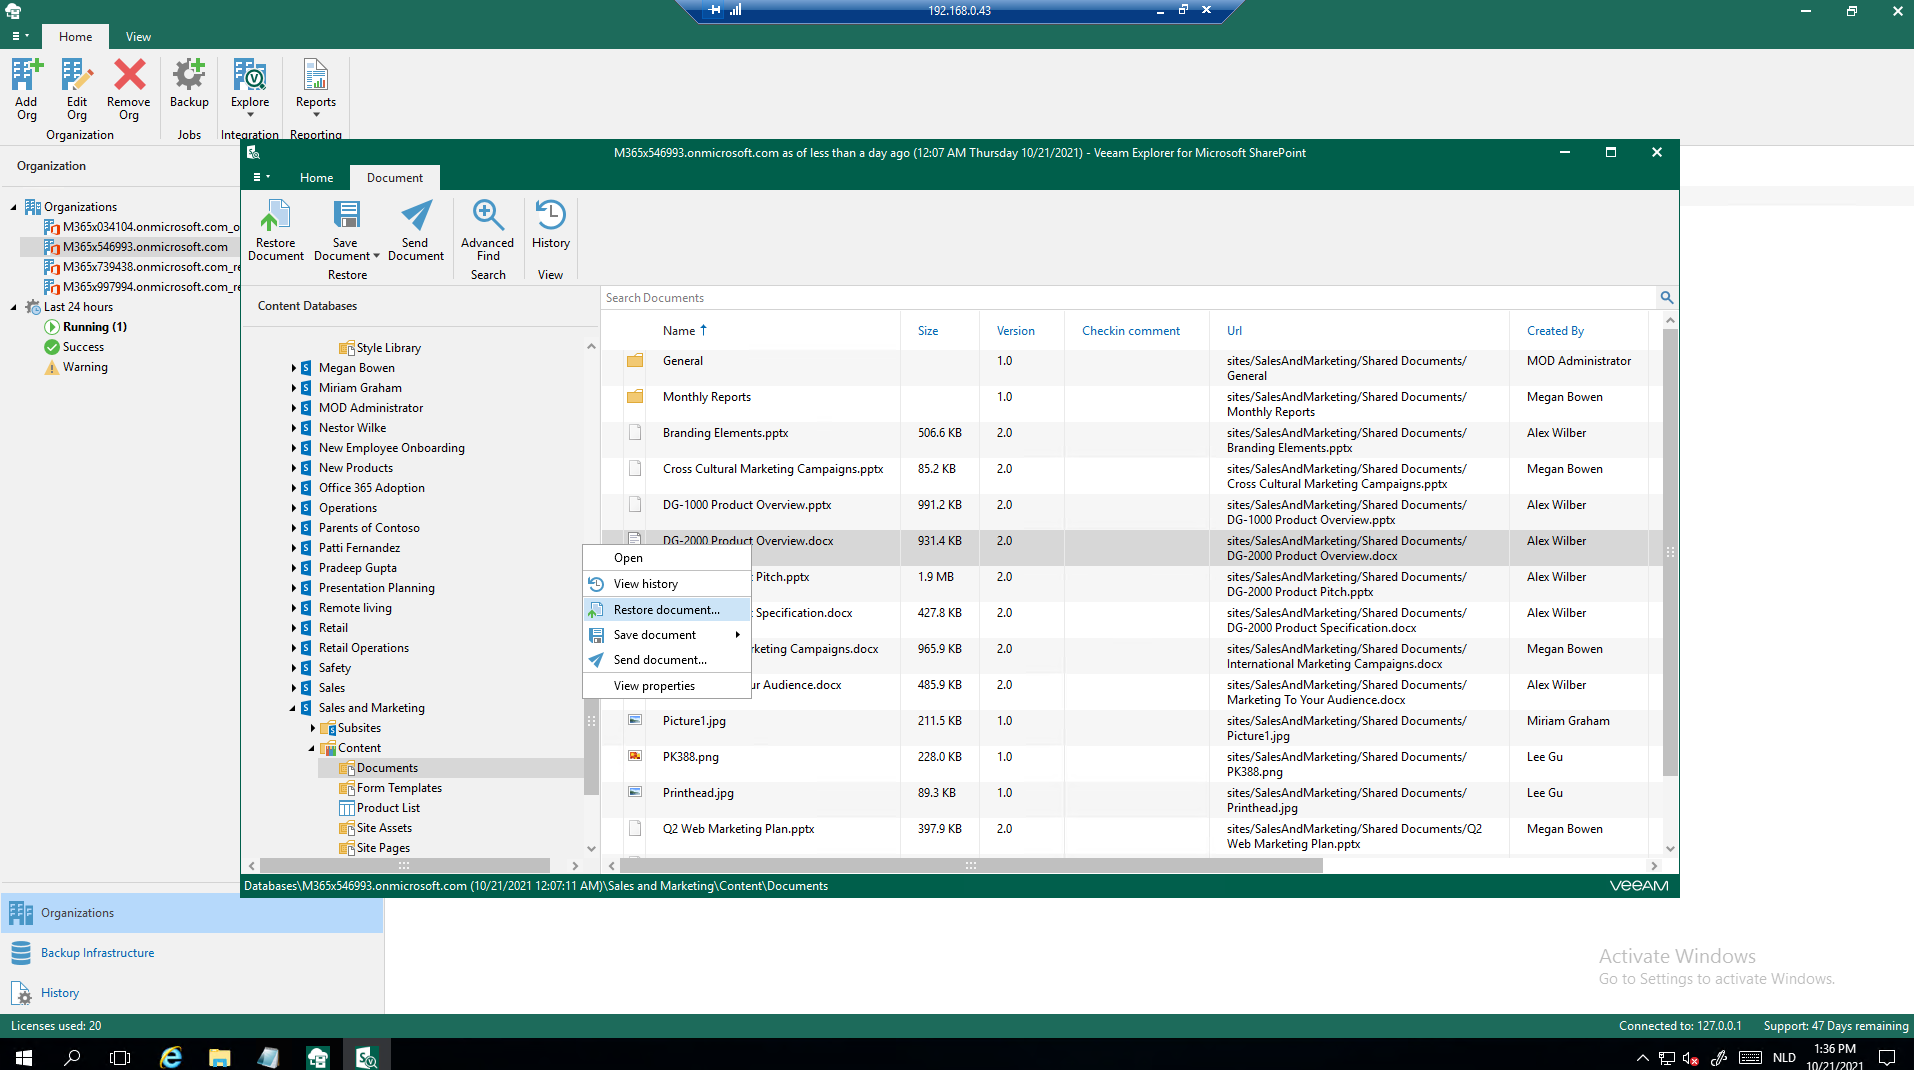 192.168.0.43
Home
View
Add Org
Edit Org
Remove Org
Backup
Explore
Reports
Organization
Jobs
Integration
Reporting
Organization
Organizations
M365x034104.onmicrosoft.com_o
M365x546993.onmicrosoft.com
M365x739438.onmicrosoft.com_re
M365x997994.onmicrosoft.com_re
Last 24 hours
Running (1)
Success
Warning
M365x546993.onmicrosoft.com as of less than a day ago (12:07 AM Thursday 10/21/2021) - Veeam Explorer for Microsoft SharePoint
Home
Document
Restore Document
Save Document
Send Document
Advanced Find
History
Restore
Search
View
Content Databases
Style Library
Megan Bowen
Miriam Graham
MOD Administrator
Nestor Wilke
New Employee Onboarding
New Products
Office 365 Adoption
Operations
Parents of Contoso
Patti Fernandez
Pradeep Gupta
Presentation Planning
Remote living
Retail
Retail Operations
Safety
Sales
Sales and Marketing
Subsites
Content
Documents
Form Templates
Product List
Site Assets
Site Pages
Search Documents
Name Size Version Checkin comment Url Created By
General 1.0 sites/SalesAndMarketing/Shared Documents/ MOD Administrator
General
Monthly Reports 1.0 sites/SalesAndMarketing/Shared Documents/ Megan Bowen
Monthly Reports
Branding Elements.pptx 506.6 KB 2.0 sites/SalesAndMarketing/Shared Documents/ Alex Wilber
Branding Elements.pptx
Cross Cultural Marketing Campaigns.pptx 85.2 KB 2.0 sites/SalesAndMarketing/Shared Documents/ Megan Bowen
Cross Cultural Marketing Campaigns.pptx
DG-1000 Product Overview.pptx 991.2 KB 2.0 sites/SalesAndMarketing/Shared Documents/ Alex Wilber
DG-1000 Product Overview.pptx
DG-2000 Product Overview.docx 931.4 KB 2.0 sites/SalesAndMarketing/Shared Documents/ Alex Wilber
DG-2000 Product Overview.docx
Pitch.pptx 1.9 MB 2.0 sites/SalesAndMarketing/Shared Documents/ Alex Wilber
DG-2000 Product Pitch.pptx
Specification.docx 427.8 KB 2.0 sites/SalesAndMarketing/Shared Documents/ Alex Wilber
DG-2000 Product Specification.docx
keting Campaigns.docx 965.9 KB 2.0 sites/SalesAndMarketing/Shared Documents/ Megan Bowen
International Marketing Campaigns.docx
ur Audience.docx 485.9 KB 2.0 sites/SalesAndMarketing/Shared Documents/ Alex Wilber
Marketing To Your Audience.docx
Picture1.jpg 211.5 KB 1.0 sites/SalesAndMarketing/Shared Documents/ Miriam Graham
Picture1.jpg
PK388.png 228.0 KB 1.0 sites/SalesAndMarketing/Shared Documents/ Lee Gu
PK388.png
Printhead.jpg 89.3 KB 1.0 sites/SalesAndMarketing/Shared Documents/ Lee Gu
Printhead.jpg
Q2 Web Marketing Plan.pptx 397.9 KB 2.0 sites/SalesAndMarketing/Shared Documents/Q2 Megan Bowen
Web Marketing Plan.pptx
Open
View history
Restore document...
Save document
Send document...
View properties
Databases\M365x546993.onmicrosoft.com (10/21/2021 12:07:11 AM)\Sales and Marketing\Content\Documents
veeAM
Organizations
Backup Infrastructure
History
Activate Windows
Go to Settings to activate Windows.
Licenses used: 20
Connected to: 127.0.0.1
Support: 47 Days remaining
NLD
1:36 PM
10/21/2021